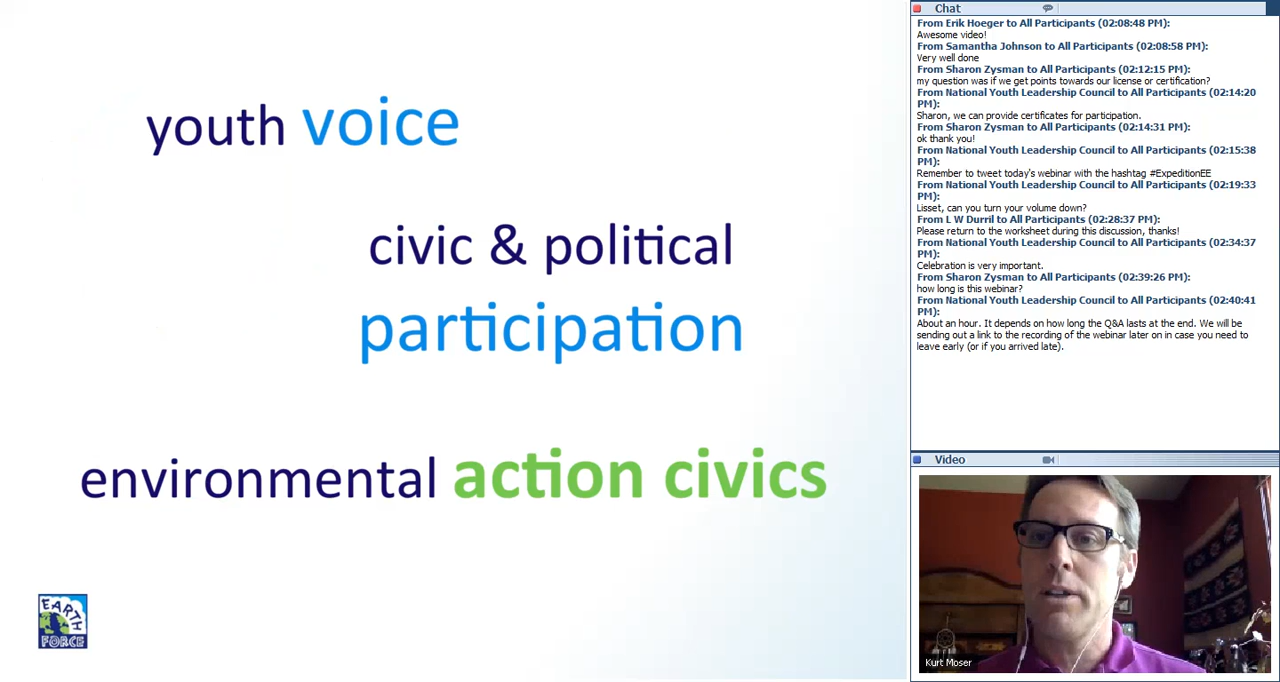 youth voice
civic & political
participation
environmental action civics
EARTH
FORCE
Chat
From Erik Hoeger to All Participants (02:08:48 PM):
Awesome video!
From Samantha Johnson to All Participants (02:08:58 PM):
Very well done
From Sharon Zysman to All Participants (02:12:15 PM):
my question was if we get points towards our license or certification?
From National Youth Leadership Council to All Participants (02:14:20
PM):
Sharon, we can provide certificates for participation.
From Sharon Zysman to All Participants (02:14:31 PM):
ok thank you!
From National Youth Leadership Council to All Participants (02:15:38
PM):
Remember to tweet today's webinar with the hashtag #ExpeditionEE
From National Youth Leadership Council to All Participants (02:19:33
PM):
Lisset, can you turn your volume down?
From L W Durril to All Participants (02:28:37 PM):
Please return to the worksheet during this discussion, thanks!
From National Youth Leadership Council to All Participants (02:34:37
PM):
Celebration is very important.
From Sharon Zysman to All Participants (02:39:26 PM):
how long is this webinar?
From National Youth Leadership Council to All Participants (02:40:41
PM):
About an hour. It depends on how long the Q&A lasts at the end. We will be
sending out a link to the recording of the webinar later on in case you need to
leave early (or if you arrived late).
Video
Kurt Moser